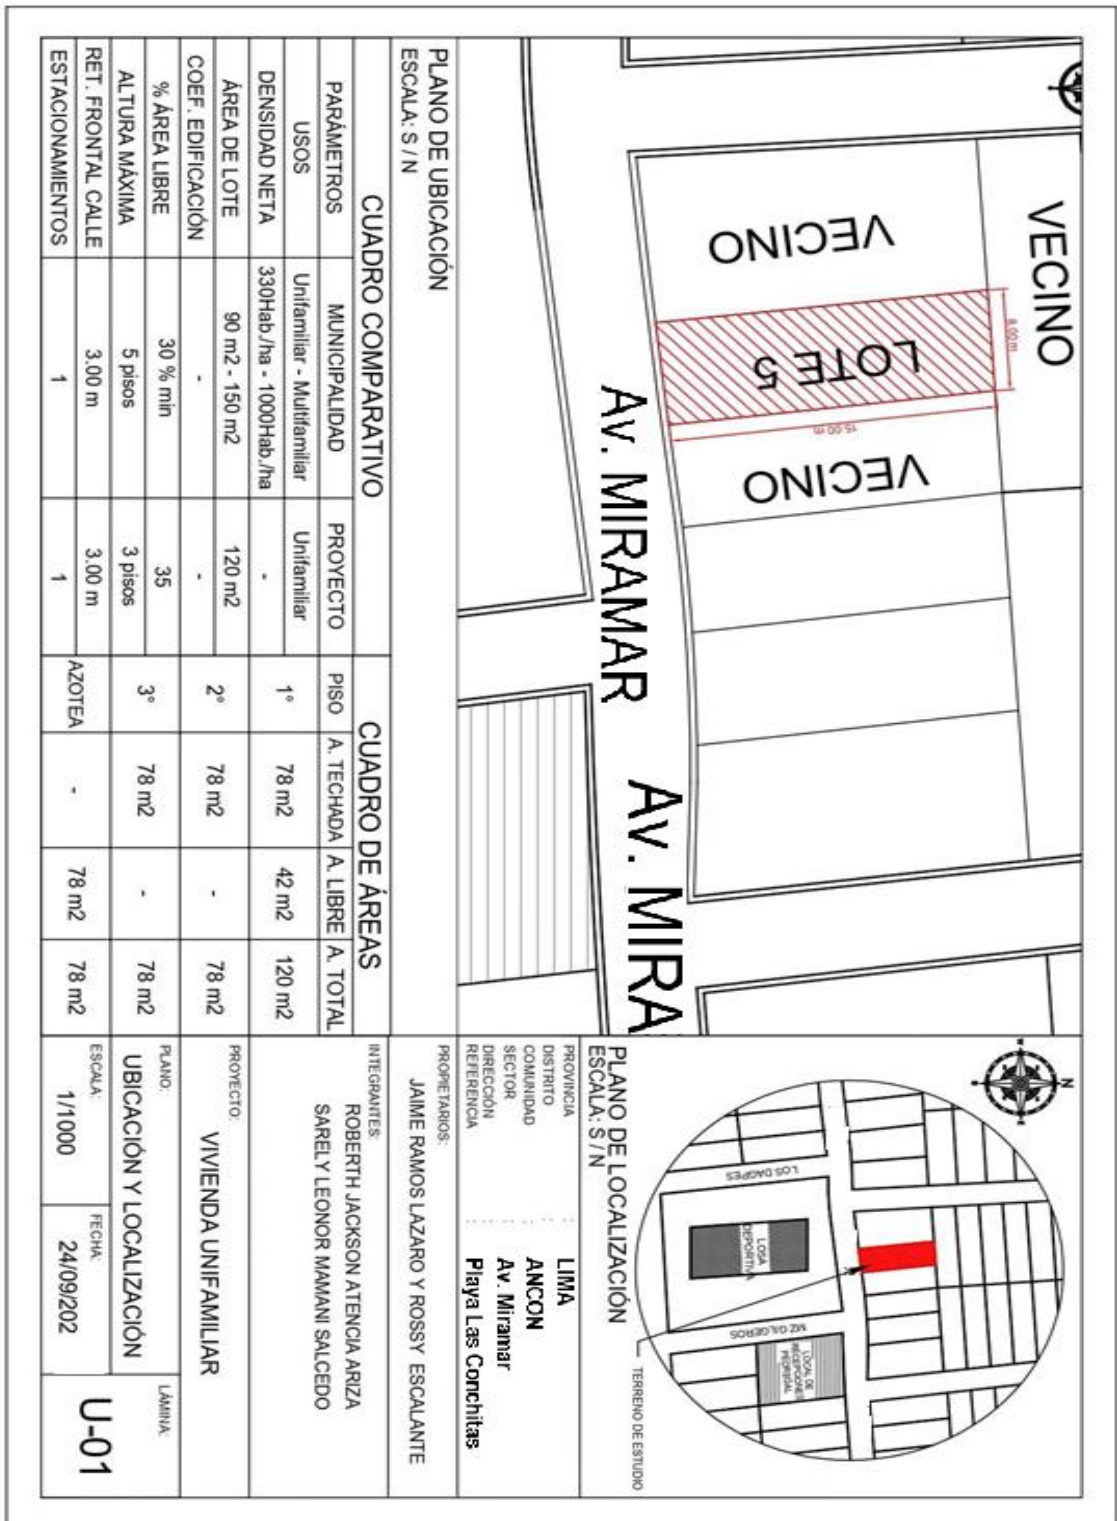 VECINO
VECINO
LOTE 5
VECINO
8.00 m
15.00 m
Av. MIRAMAR
Av. MIRA
PLANO DE UBICACIÓN
ESCALA: S / N
CUADRO COMPARATIVO
PARÁMETROS MUNICIPALIDAD PROYECTO
USOS Unifamiliar - Multifamiliar Unifamiliar
DENSIDAD NETA 330Hab./ha - 1000Hab./ha -
ÁREA DE LOTE 90 m2 - 150 m2 120 m2
COEF. EDIFICACIÓN - -
% ÁREA LIBRE 30 % min 35
ALTURA MÁXIMA 5 pisos 3 pisos
RET. FRONTAL CALLE 3.00 m 3.00 m
ESTACIONAMIENTOS 1 1
CUADRO DE ÁREAS
PISO A. TECHADA A. LIBRE A. TOTAL
1° 78 m2 42 m2 120 m2
2° 78 m2 - 78 m2
3° 78 m2 - 78 m2
AZOTEA - 78 m2 78 m2
N
LOS DAGPES
LOSA
DEPORTIVA
MZ GILGEROS
LOCAL DE
RECEPCIONES
PEDREGAL
TERRENO DE ESTUDIO
PLANO DE LOCALIZACIÓN
ESCALA: S / N
PROVINCIA : LIMA
DISTRITO : ANCON
COMUNIDAD :
SECTOR :
DIRECCIÓN : Av. Miramar
REFERENCIA : Playa Las Conchitas
PROPIETARIOS:
JAIME RAMOS LAZARO Y ROSSY ESCALANTE
INTEGRANTES:
ROBERTH JACKSON ATENCIA ARIZA
SARELY LEONOR MAMANI SALCEDO
PROYECTO:
VIVIENDA UNIFAMILIAR
PLANO:
UBICACIÓN Y LOCALIZACIÓN
ESCALA:
1/1000
FECHA:
24/09/202
LÁMINA:
U-01